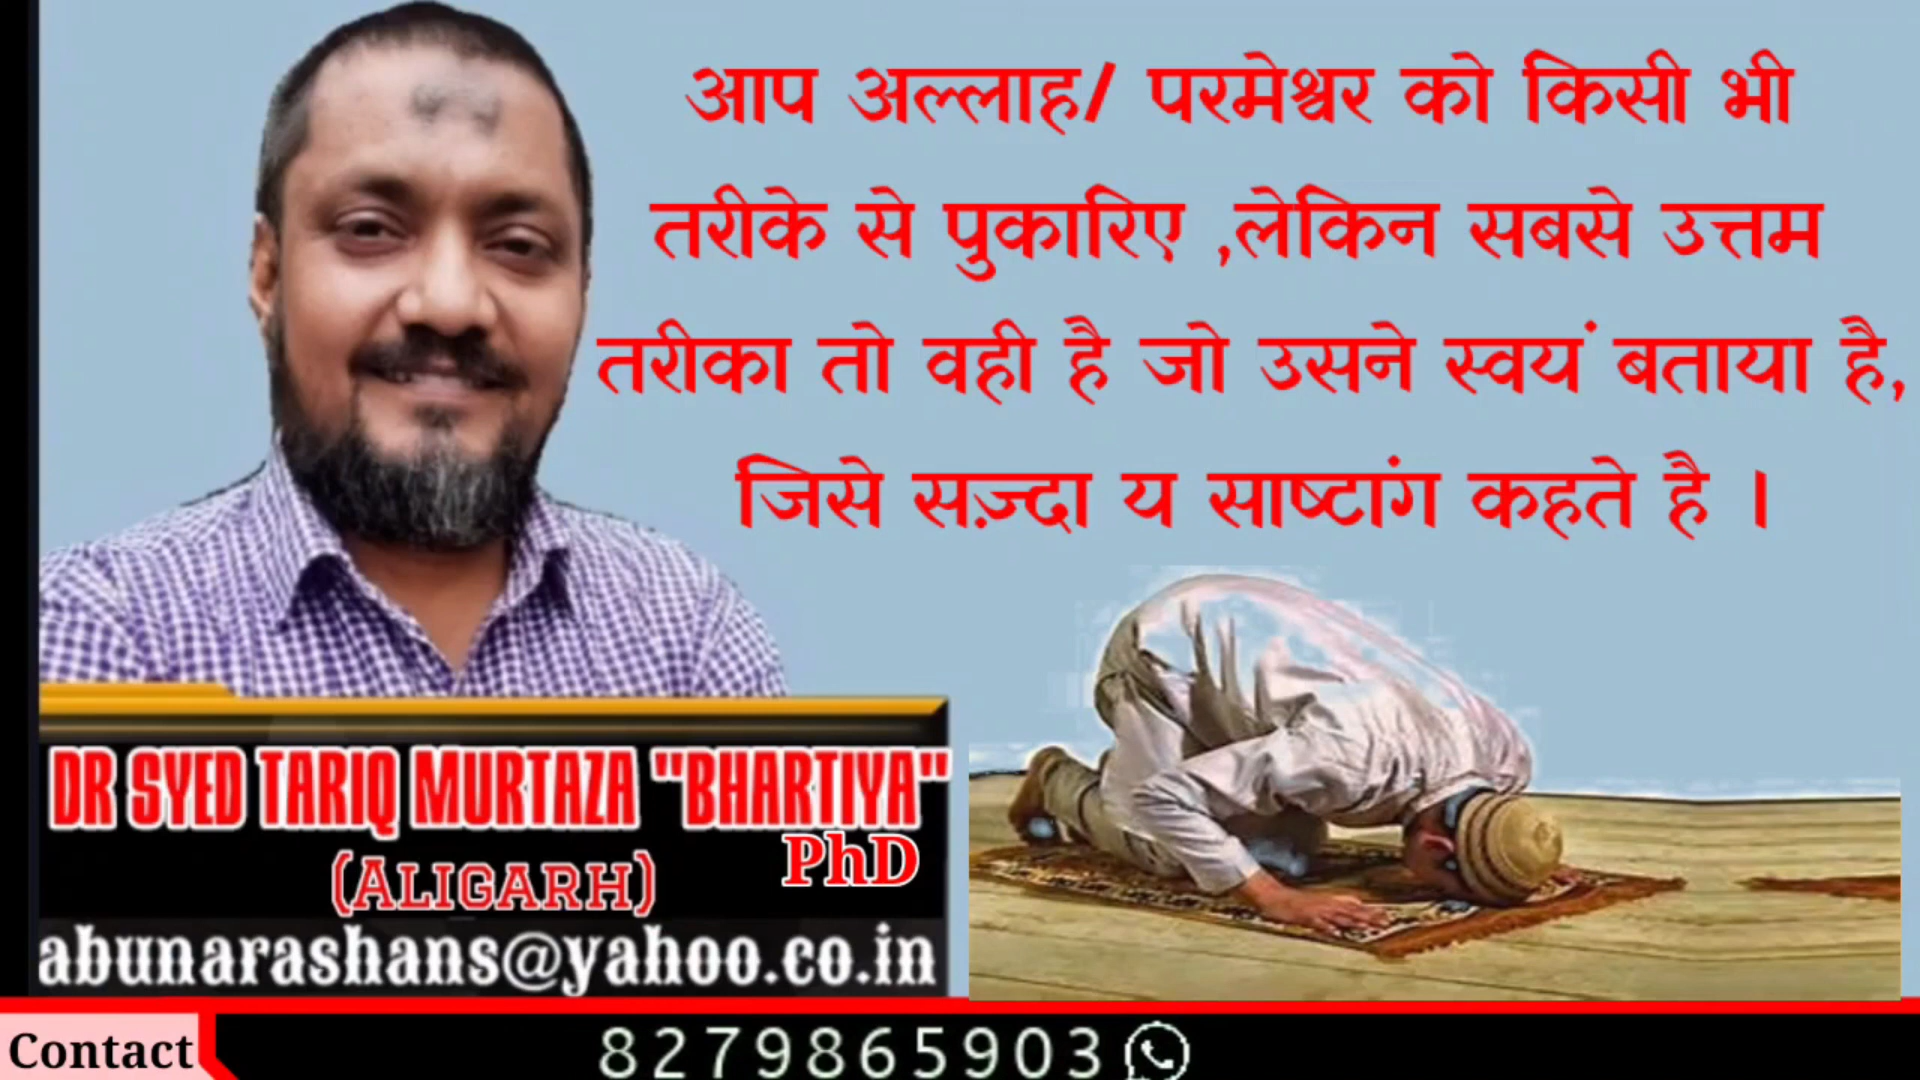 आप अल्लाह/ परमेश्वर को किसी भी
तरीके से पुकारिए ,लेकिन सबसे उत्तम
तरीका तो वही है जो उसने स्वयं बताया है,
जिसे सज़्दा य साष्टांग कहते है ।
DR SYED TARIQ MURTAZA "BHARTIYA"
PhD
(ALIGARH)
abunarashans@yahoo.co.in
Contact
8279865903